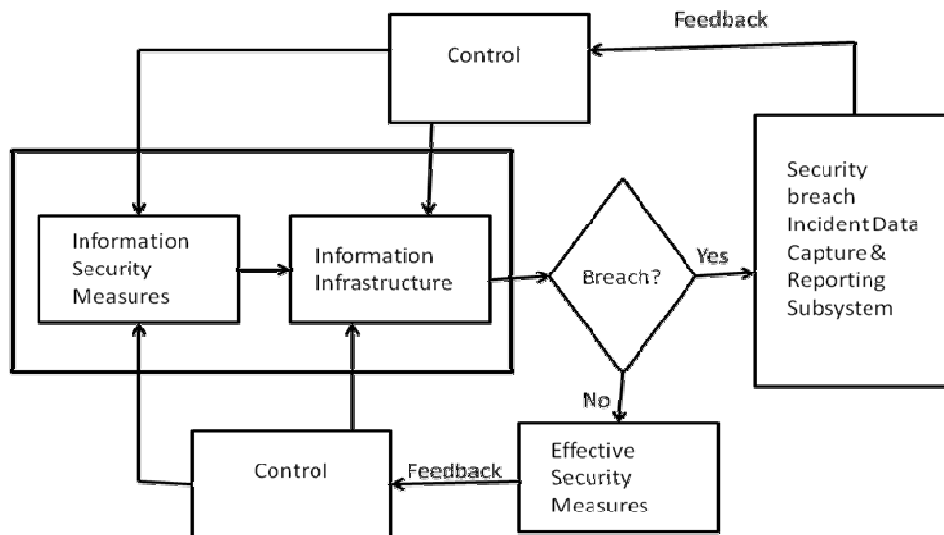 Feedback
Control
Security
breach
Incident Data
Capture &
Reporting
Subsystem
Information
Security
Measures
Information
Infrastructure
Breach?
Yes
No
Control
Feedback
Effective
Security
Measures